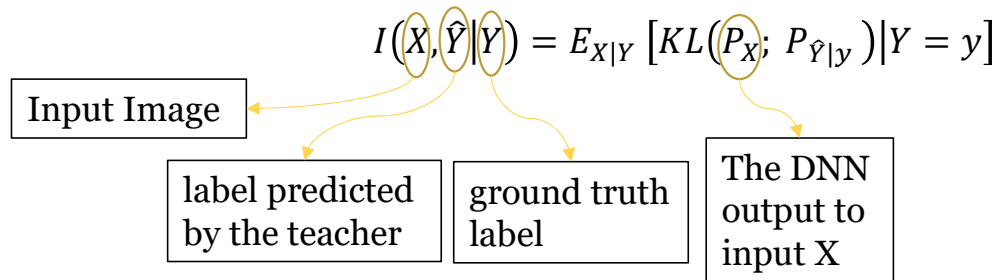 I(X,Ŷ|Y) = E_{X|Y} [KL(P_X; P_{Ŷ|y})|Y = y]
Input Image
label predicted
by the teacher
ground truth
label
The DNN
output to
input X